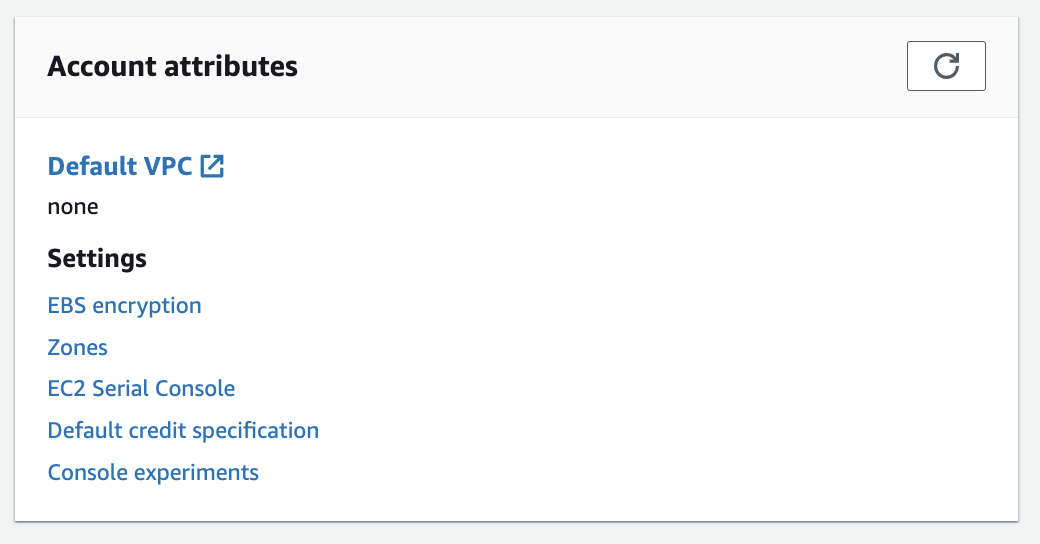 Account attributes
Default VPC
none
Settings
EBS encryption
Zones
EC2 Serial Console
Default credit specification
Console experiments